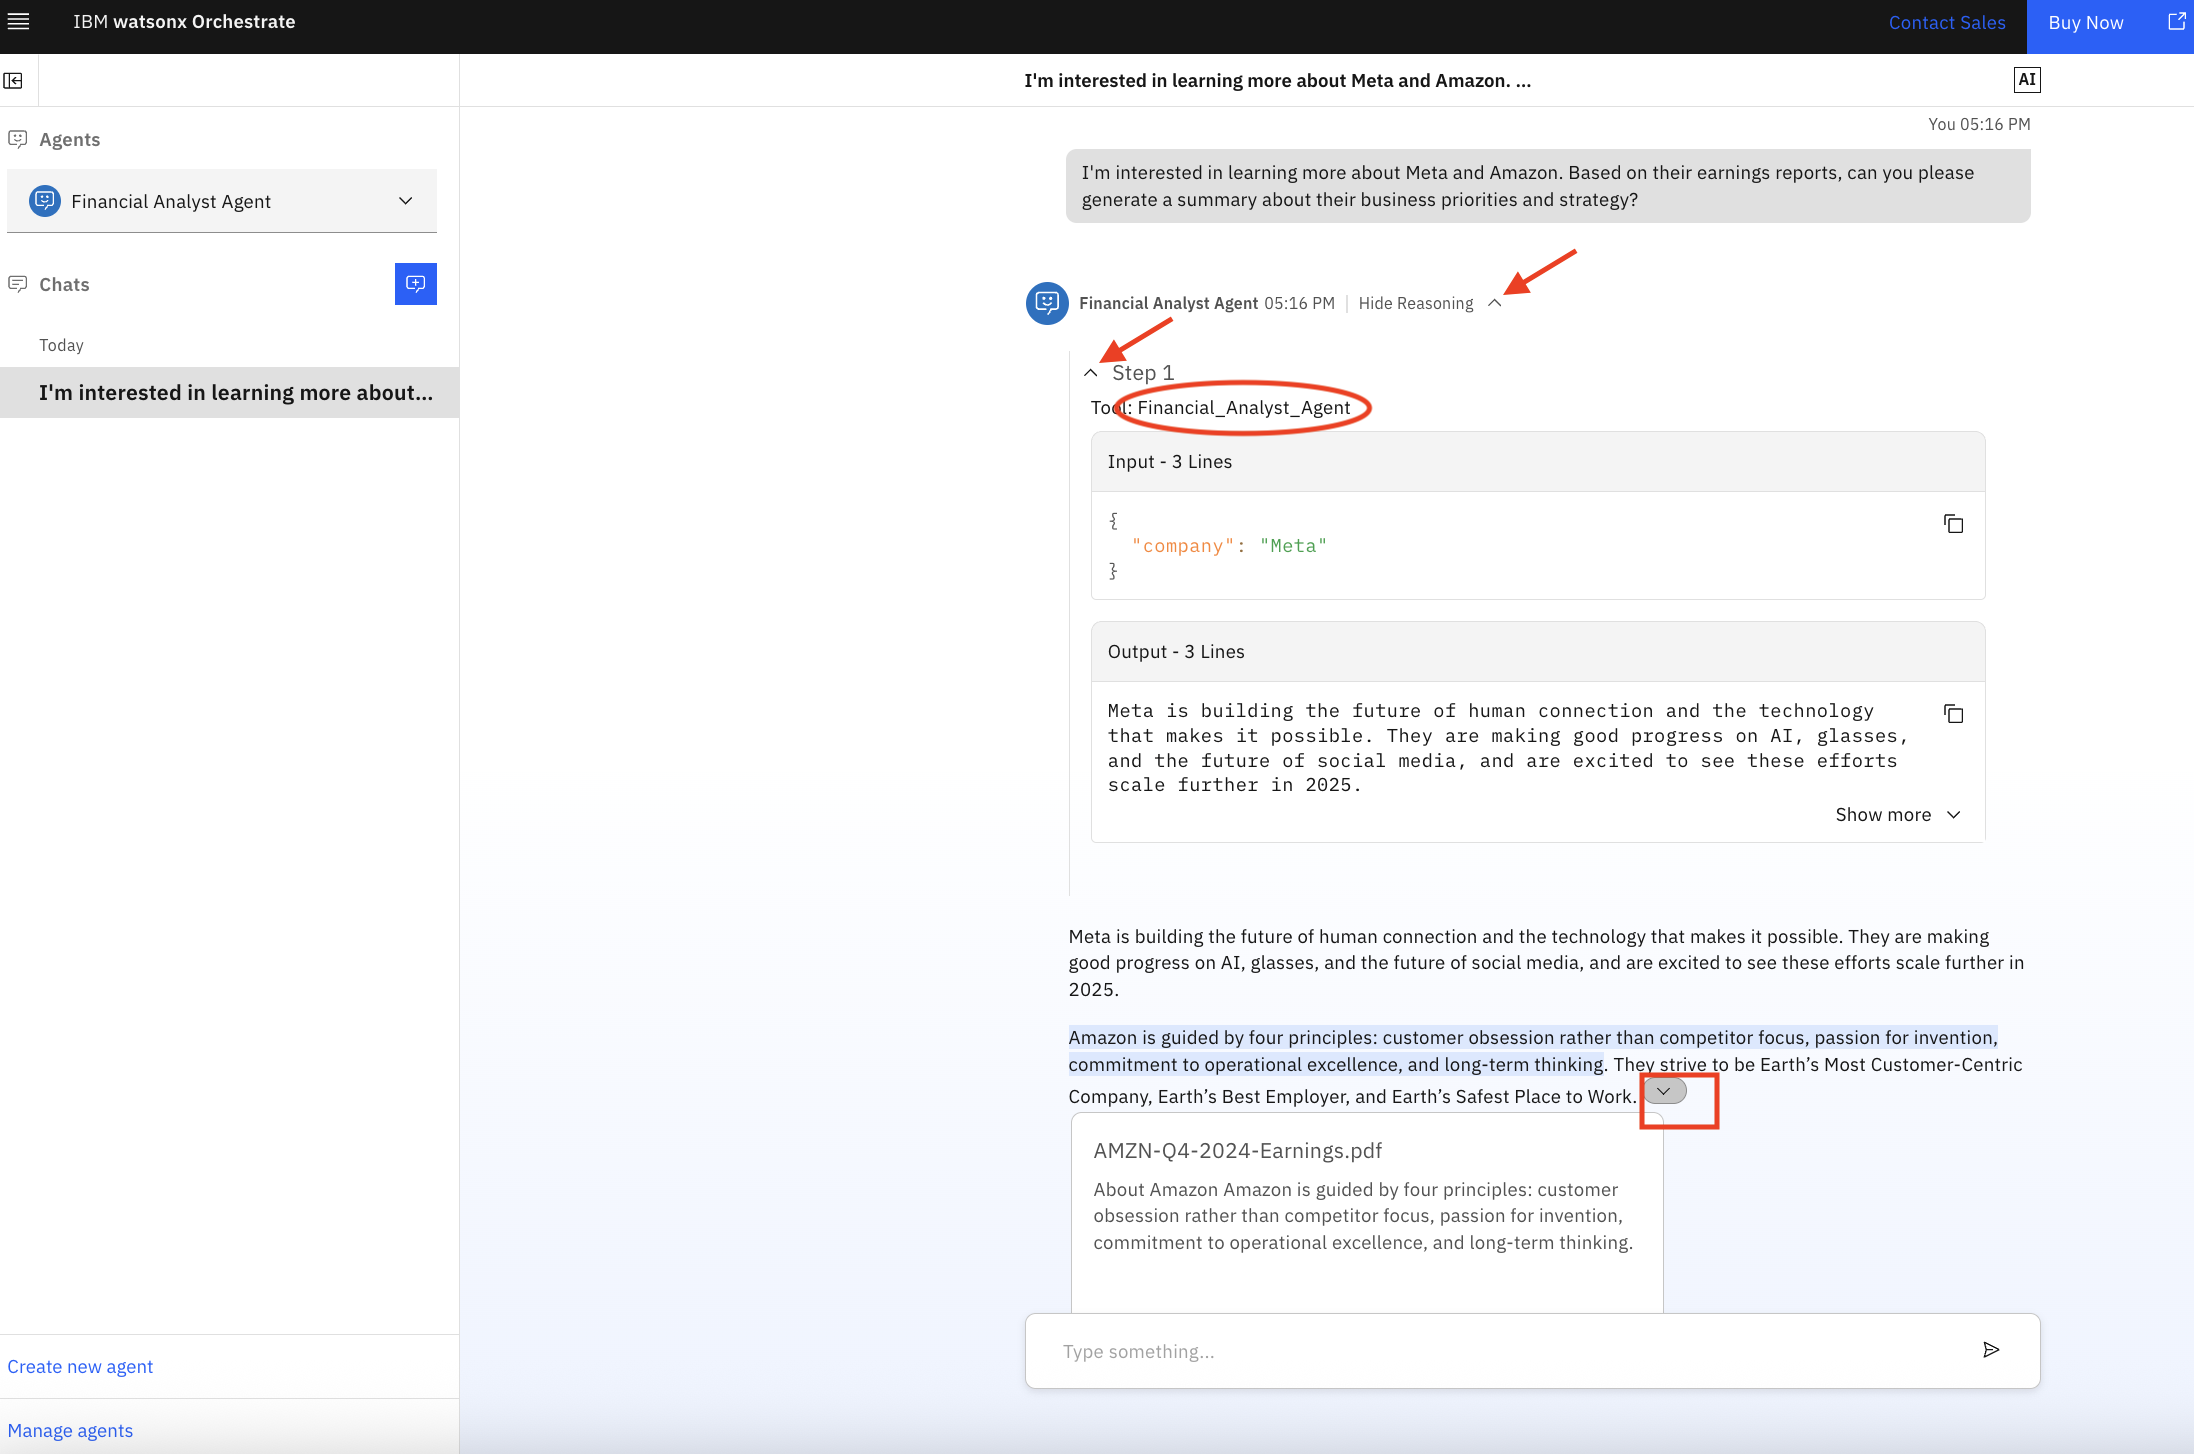 IBM watsonx Orchestrate
Contact Sales
Buy Now
I'm interested in learning more about Meta and Amazon. ...
AI
Agents
Financial Analyst Agent
Chats
Today
I'm interested in learning more about...
Create new agent
Manage agents
You 05:16 PM
I'm interested in learning more about Meta and Amazon. Based on their earnings reports, can you please
generate a summary about their business priorities and strategy?
Financial Analyst Agent 05:16 PM | Hide Reasoning
Step 1
Tool: Financial_Analyst_Agent
Input - 3 Lines
{
"company": "Meta"
}
Output - 3 Lines
Meta is building the future of human connection and the technology
that makes it possible. They are making good progress on AI, glasses,
and the future of social media, and are excited to see these efforts
scale further in 2025.
Show more
Meta is building the future of human connection and the technology that makes it possible. They are making
good progress on AI, glasses, and the future of social media, and are excited to see these efforts scale further in
2025.
Amazon is guided by four principles: customer obsession rather than competitor focus, passion for invention,
commitment to operational excellence, and long-term thinking. They strive to be Earth’s Most Customer-Centric
Company, Earth’s Best Employer, and Earth’s Safest Place to Work.
AMZN-Q4-2024-Earnings.pdf
About Amazon Amazon is guided by four principles: customer
obsession rather than competitor focus, passion for invention,
commitment to operational excellence, and long-term thinking.
Type something...